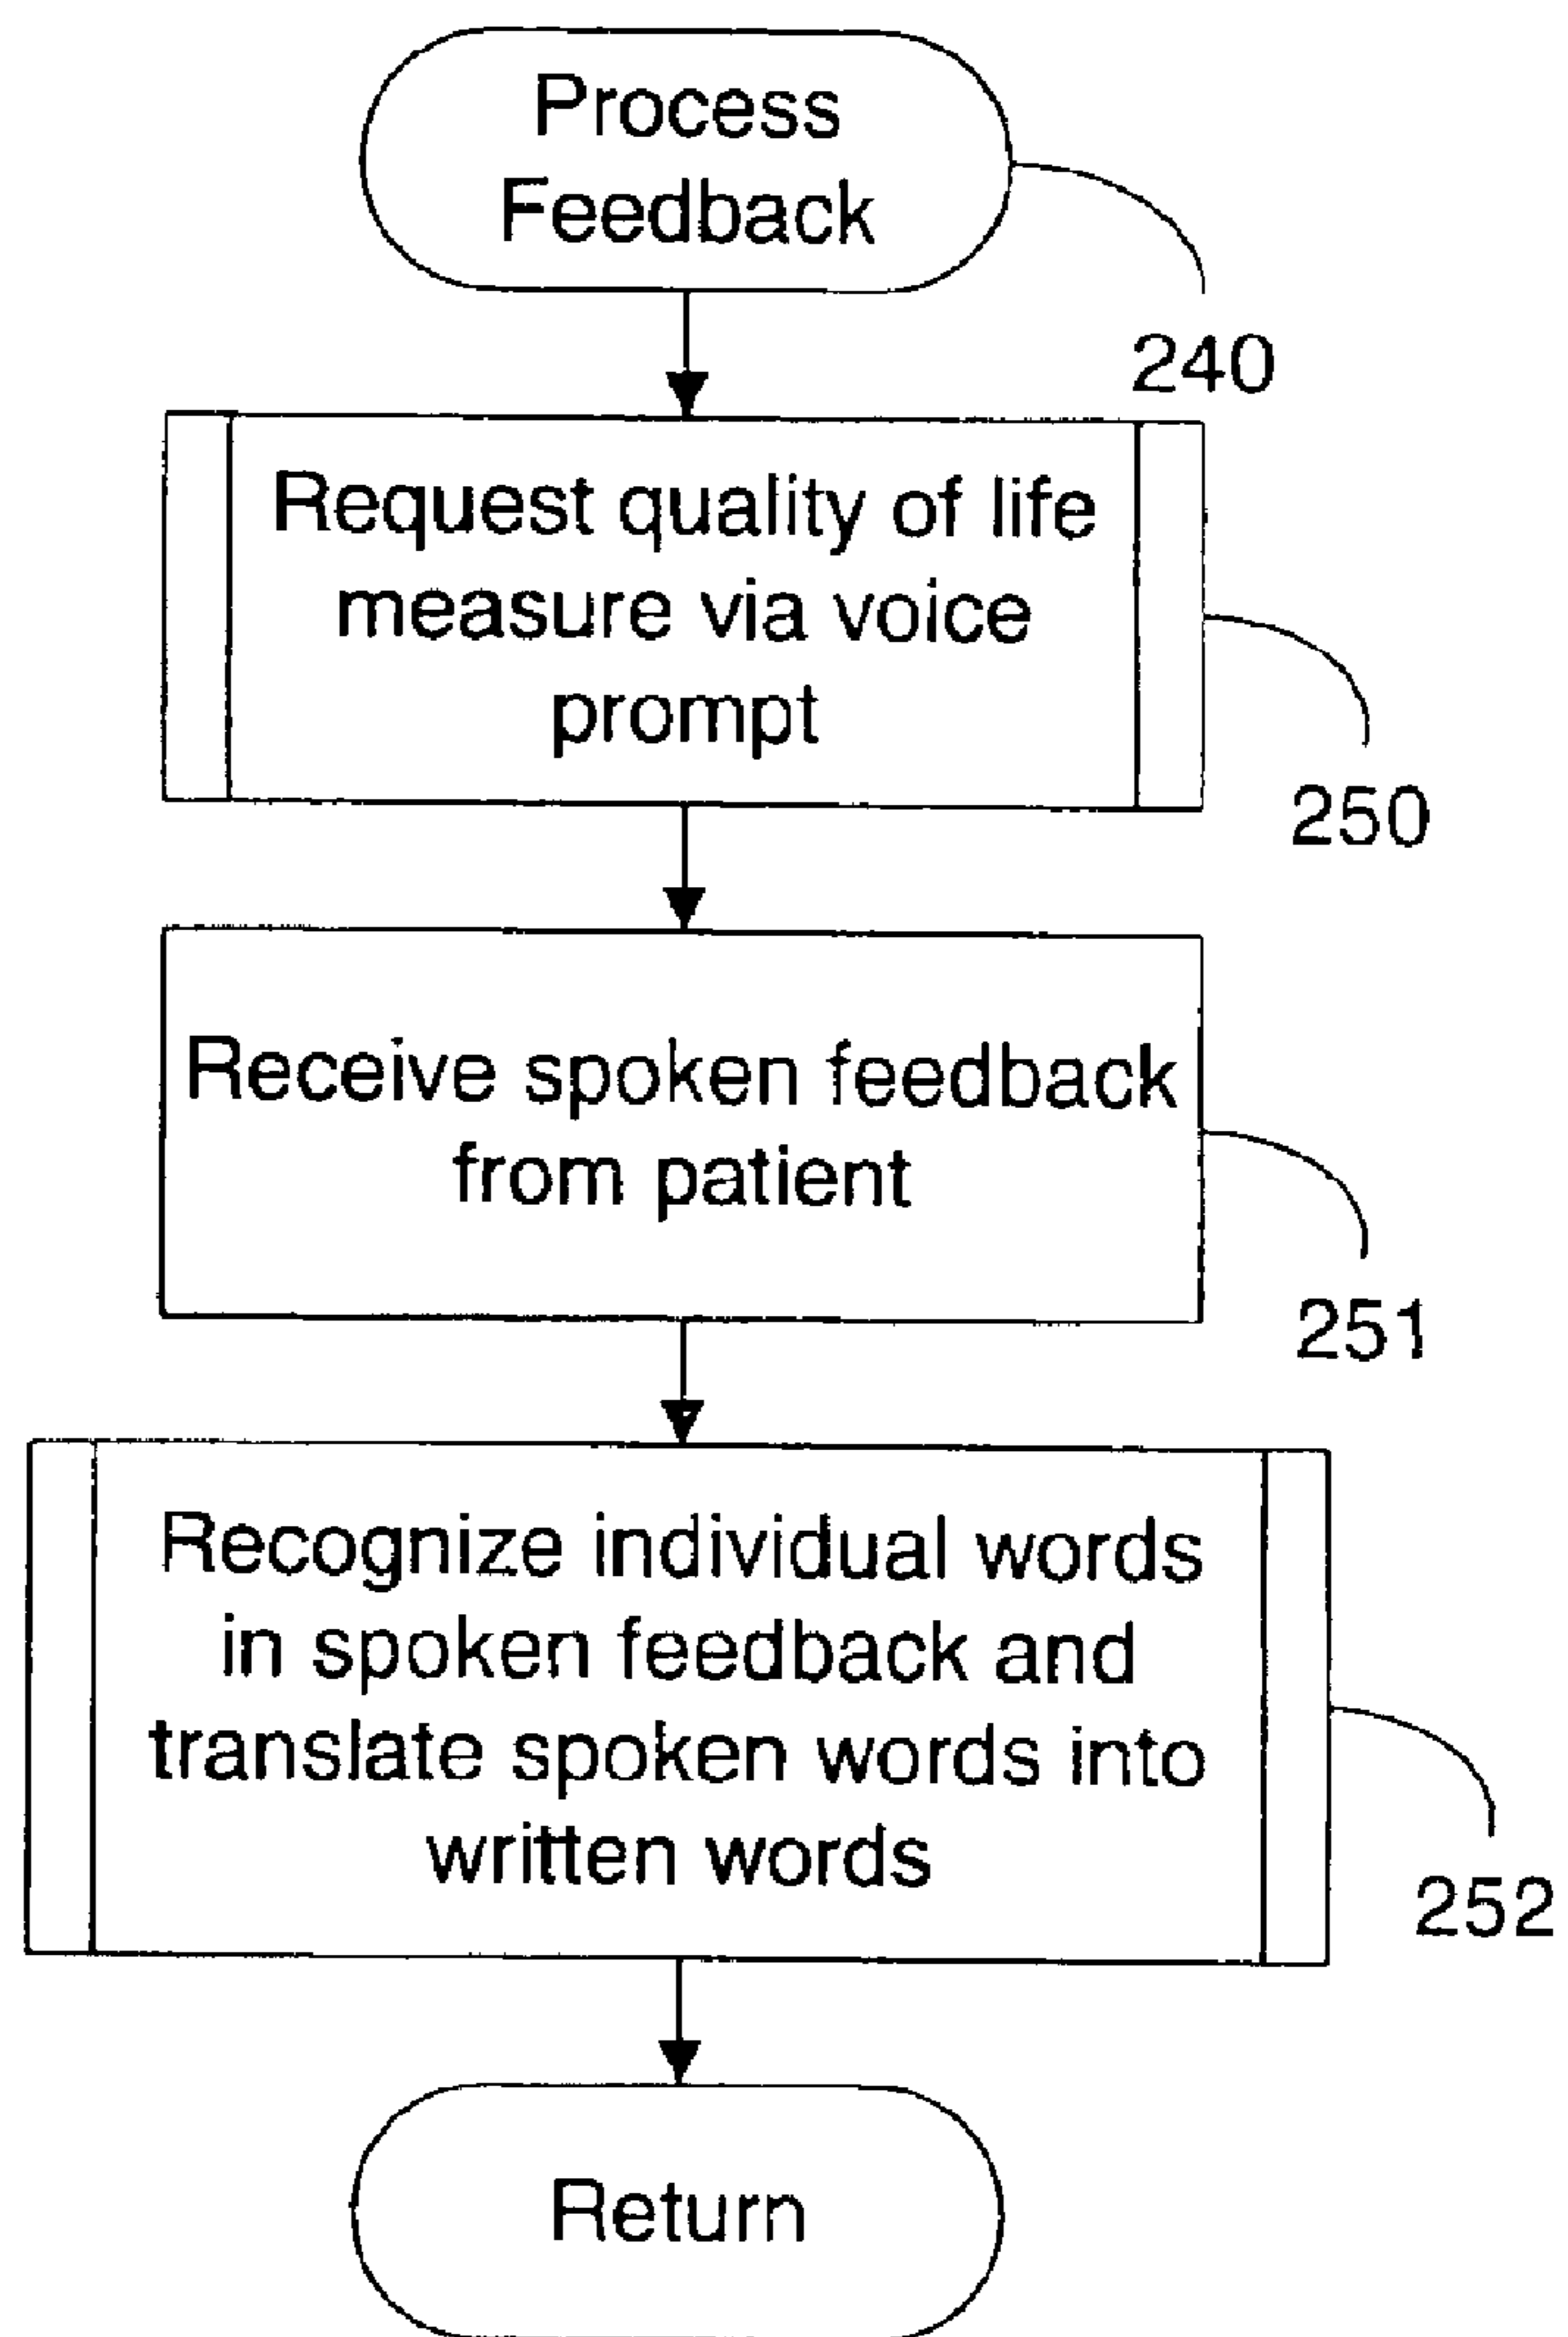 Process
Feedback
240
Request quality of life
measure via voice
prompt
250
Receive spoken feedback
from patient
251
Recognize individual words
in spoken feedback and
translate spoken words into
written words
252
Return